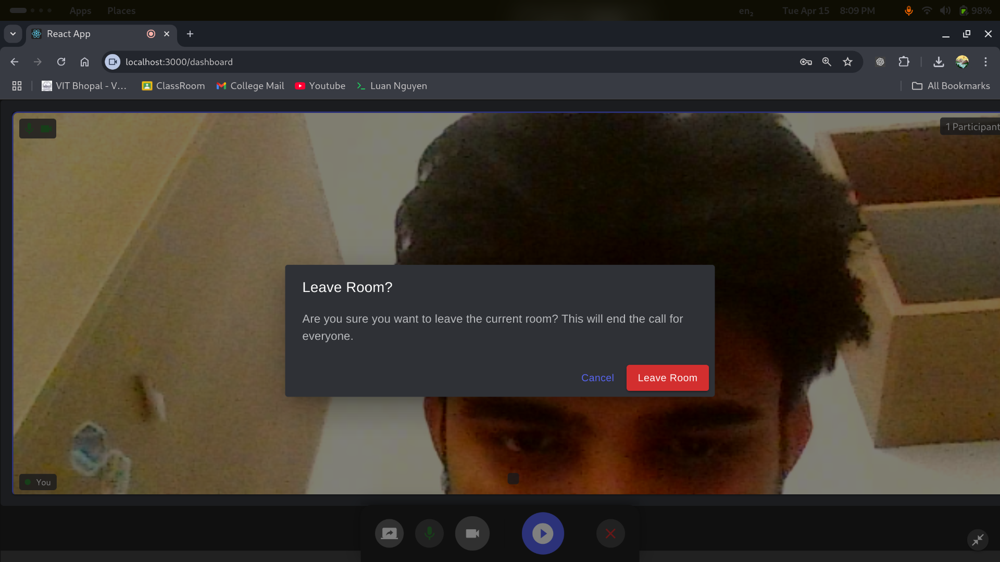 Apps Places en₂ Tue Apr 15 8:09 PM 98%
React App
localhost:3000/dashboard
VIT Bhopal - V... ClassRoom College Mail Youtube Luan Nguyen All Bookmarks
1 Participant
Leave Room?
Are you sure you want to leave the current room? This will end the call for
everyone.
Cancel Leave Room
You